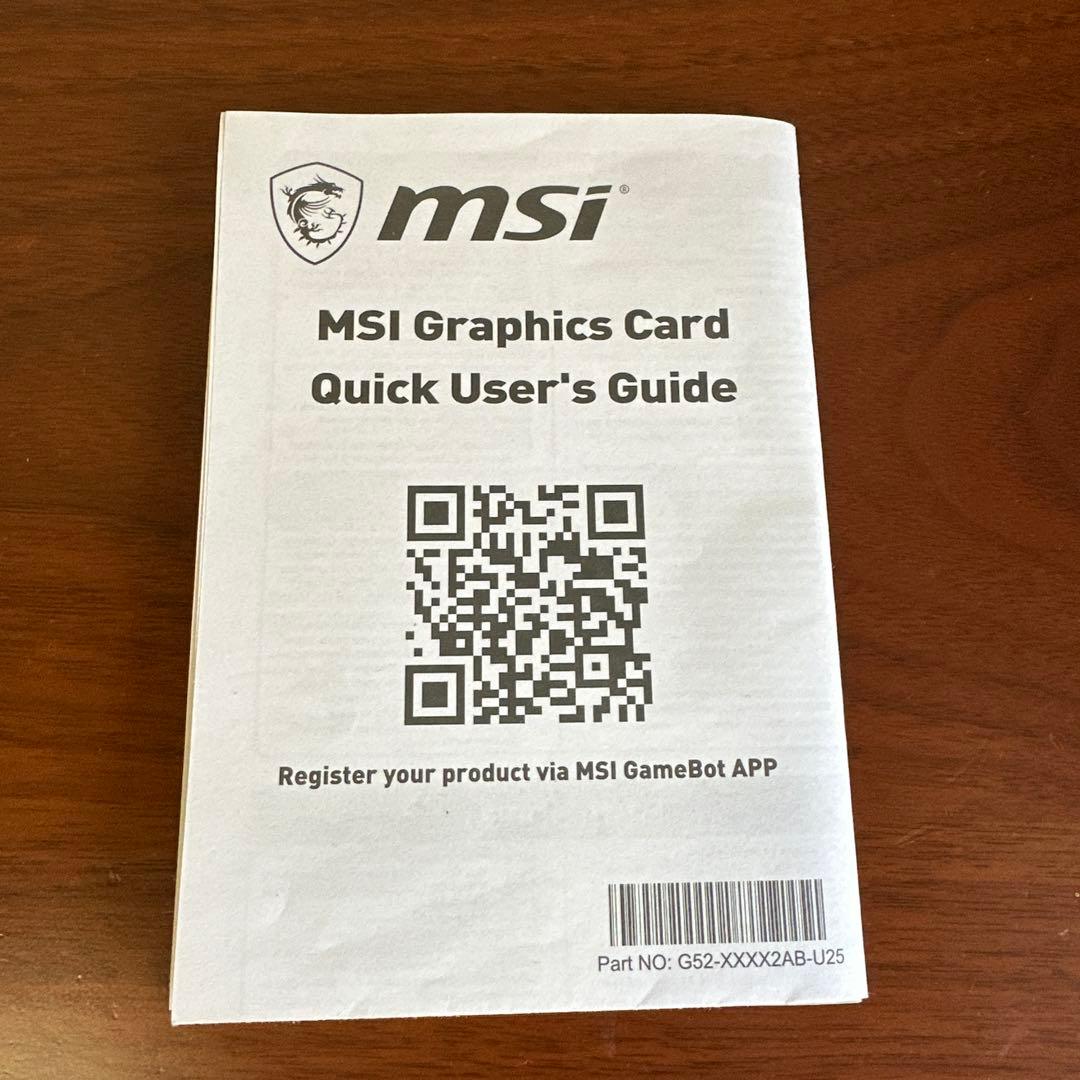 msi®
MSI Graphics Card
Quick User's Guide
Register your product via MSI GameBot APP
Part NO: G52-XXXX2AB-U25